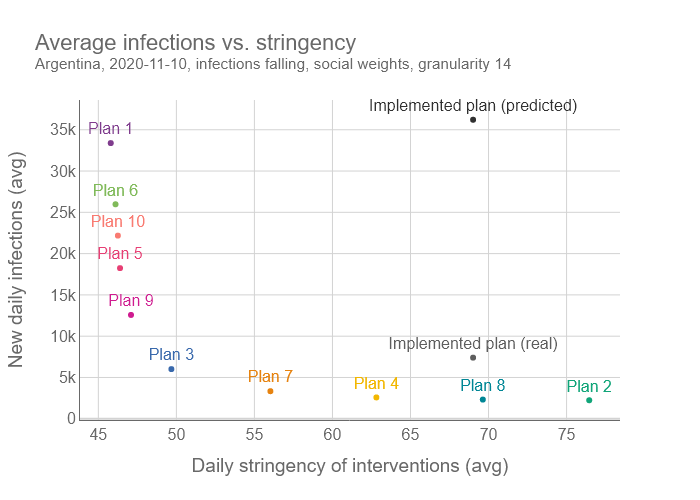 Average infections vs. stringency
Argentina, 2020-11-10, infections falling, social weights, granularity 14
New daily infections (avg)
35k
30k
25k
20k
15k
10k
5k
0
Implemented plan (predicted)
Plan 1
Plan 6
Plan 10
Plan 5
Plan 9
Implemented plan (real)
Plan 3
Plan 7
Plan 4
Plan 8
Plan 2
45
50
55
60
65
70
75
Daily stringency of interventions (avg)